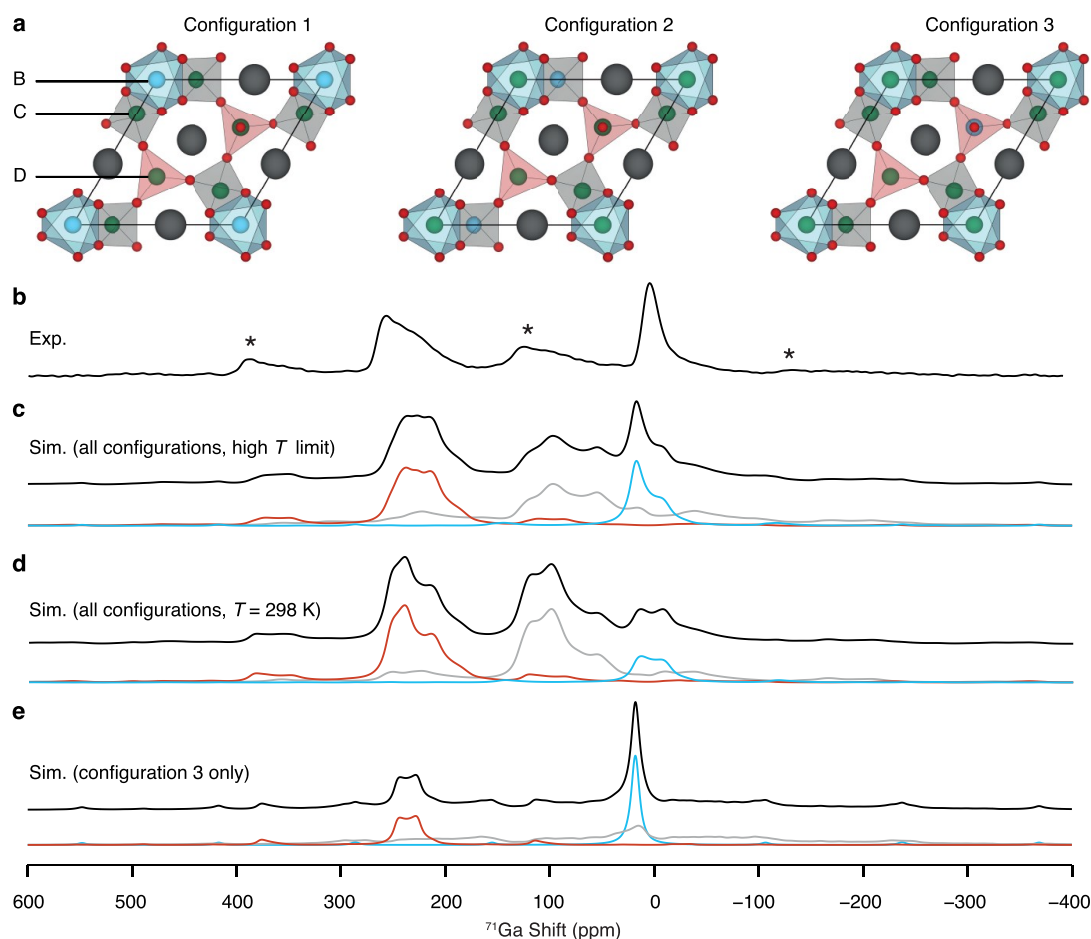 a
Configuration 1
Configuration 2
Configuration 3
B
C
D
b
Exp.
*
*
*
c
Sim. (all configurations, high T limit)
d
Sim. (all configurations, T = 298 K)
e
Sim. (configuration 3 only)
600 500 400 300 200 100 0 −100 −200 −300 −400
⁷¹Ga Shift (ppm)